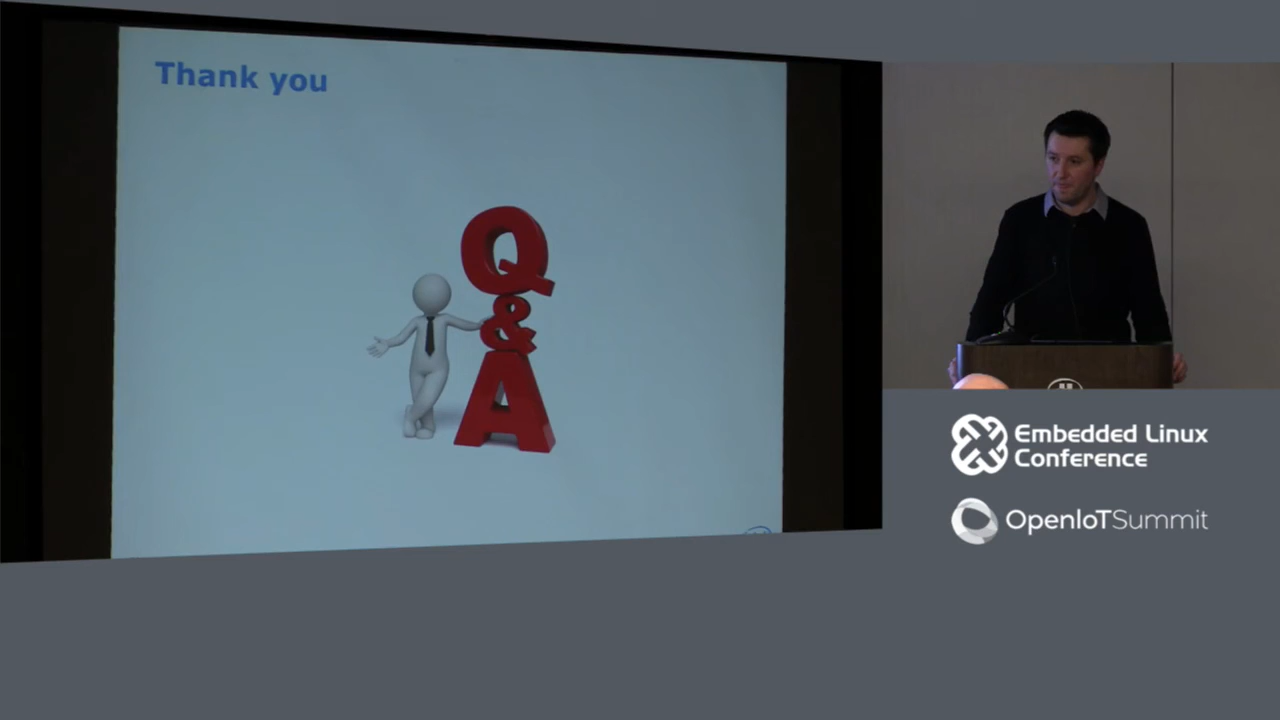 Thank you
Q
&
A
Embedded Linux
Conference
OpenIoTSummit